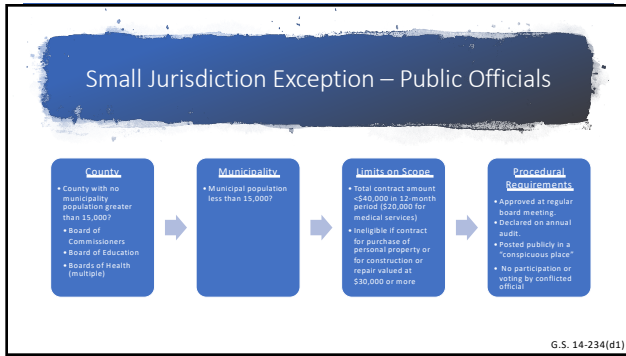 Small Jurisdiction Exception – Public Officials
County
• County with no
municipality
population greater
than 15,000?
• Board of
Commissioners
• Board of Education
• Boards of Health
(multiple)
Municipality
• Municipal population
less than 15,000?
Limits on Scope
• Total contract amount
<$40,000 in 12-month
period ($20,000 for
medical services)
• Ineligible if contract
for purchase of
personal property or
for construction or
repair valued at
$30,000 or more
Procedural
Requirements
• Approved at regular
board meeting.
• Declared on annual
audit.
• Posted publicly in a
"conspicuous place"
• No participation or
voting by conflicted
official
G.S. 14-234(d1)